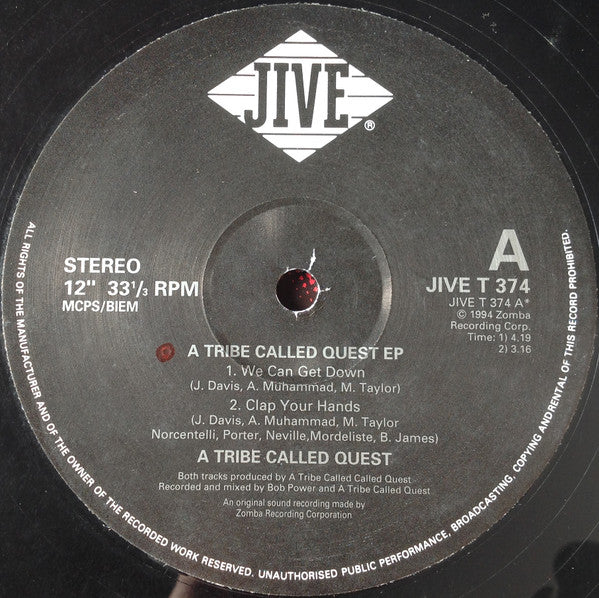 JIVE
®
STEREO
12" 33 1/3 RPM
MCPS/BIEM
A
JIVE T 374
JIVE T 374 A*
© 1994 Zomba
Recording Corp.
Time: 1) 4.19
2) 3.16
A TRIBE CALLED QUEST EP
1. We Can Get Down
(J. Davis, A. Muhammad, M. Taylor)
2. Clap Your Hands
(J. Davis, A. Muhammad, M. Taylor
Norcentelli, Porter, Neville,Mordeliste, B. James)
A TRIBE CALLED QUEST
Both tracks produced by A Tribe Called Called Quest
Recorded and mixed by Bob Power and A Tribe Called Quest
An original sound recording made by
Zomba Recording Corporation
ALL RIGHTS OF THE MANUFACTURER AND OF THE OWNER OF THE RECORDED WORK RESERVED. UNAUTHORISED PUBLIC PERFORMANCE, BROADCASTING, COPYING ANDRENTAL OF THIS RECORD PROHIBITED.